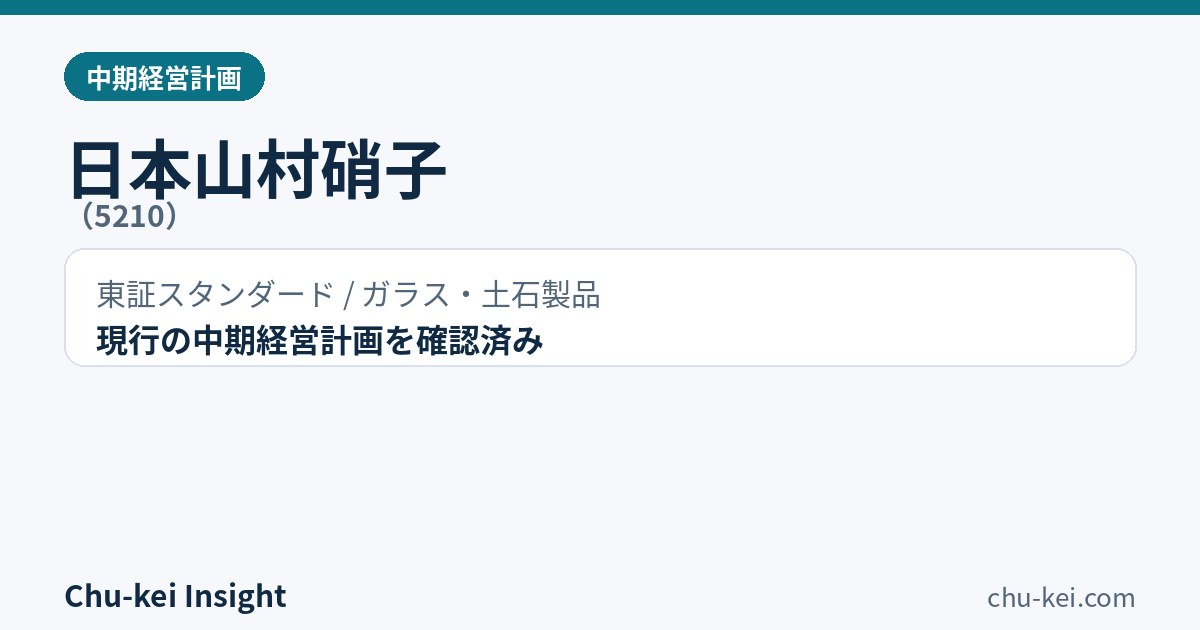 中期経営計画
日本山村硝子
（5210）
東証スタンダード / ガラス・土石製品
現行の中期経営計画を確認済み
Chu-kei Insight
chu-kei.com